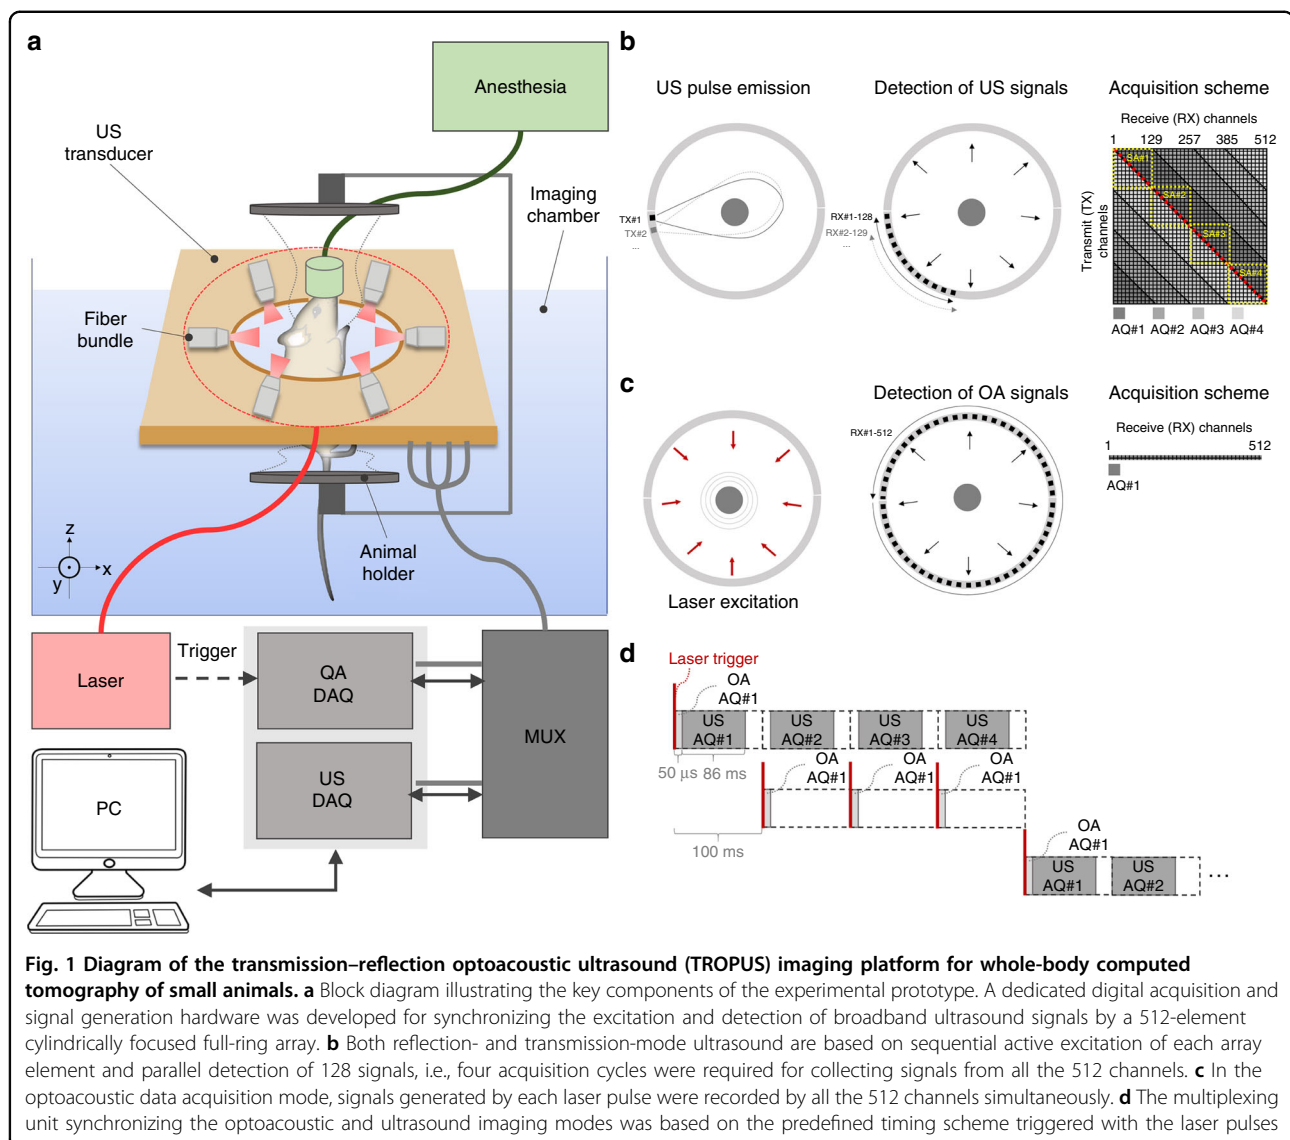 a
Anesthesia
US
transducer
Imaging
chamber
Fiber
bundle
z
x
y
Animal
holder
Laser
Trigger
QA
DAQ
US
DAQ
MUX
PC
b
US pulse emission
Detection of US signals
Acquisition scheme
Receive (RX) channels
1 129 257 385 512
Transmit (TX)
channels
SA#1
SA#2
SA#3
SA#4
TX#1
TX#2
...
RX#1-128
RX#2-129
...
AQ#1 AQ#2 AQ#3 AQ#4
c
Detection of OA signals
Acquisition scheme
Receive (RX) channels
1 512
RX#1-512
AQ#1
Laser excitation
d
Laser trigger
OA
AQ#1
US
AQ#1
US
AQ#2
US
AQ#3
US
AQ#4
50 µs 86 ms
OA
AQ#1
OA
AQ#1
OA
AQ#1
100 ms
OA
AQ#1
US
AQ#1
US
AQ#2
...
Fig. 1 Diagram of the transmission–reflection optoacoustic ultrasound (TROPUS) imaging platform for whole-body computed
tomography of small animals. a Block diagram illustrating the key components of the experimental prototype. A dedicated digital acquisition and
signal generation hardware was developed for synchronizing the excitation and detection of broadband ultrasound signals by a 512-element
cylindrically focused full-ring array. b Both reflection- and transmission-mode ultrasound are based on sequential active excitation of each array
element and parallel detection of 128 signals, i.e., four acquisition cycles were required for collecting signals from all the 512 channels. c In the
optoacoustic data acquisition mode, signals generated by each laser pulse were recorded by all the 512 channels simultaneously. d The multiplexing
unit synchronizing the optoacoustic and ultrasound imaging modes was based on the predefined timing scheme triggered with the laser pulses